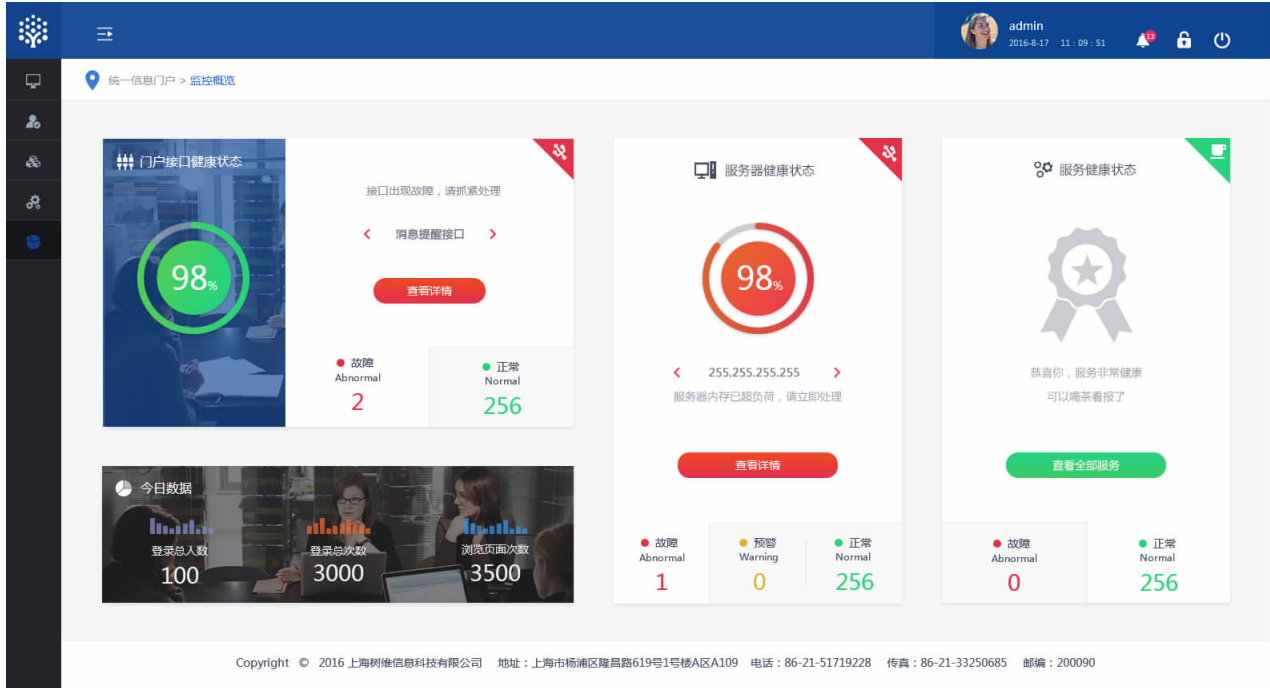 admin
2016-8-17 11:09:51
13
统一信息门户 > 监控概览
门户接口健康状态
98%
接口出现故障，请抓紧处理
消息提醒接口
查看详情
故障
Abnormal
2
正常
Normal
256
今日数据
登录总人数
100
登录总次数
3000
浏览页面次数
3500
服务器健康状态
98%
255.255.255.255
服务器内存已超负荷，请立即处理
查看详情
故障
Abnormal
1
预警
Warning
0
正常
Normal
256
服务健康状态
恭喜你，服务非常健康
可以喝茶看报了
查看全部服务
故障
Abnormal
0
正常
Normal
256
Copyright © 2016 上海树维信息科技有限公司 地址：上海市杨浦区隆昌路619号1号楼A区A109 电话：86-21-51719228 传真：86-21-33250685 邮编：200090